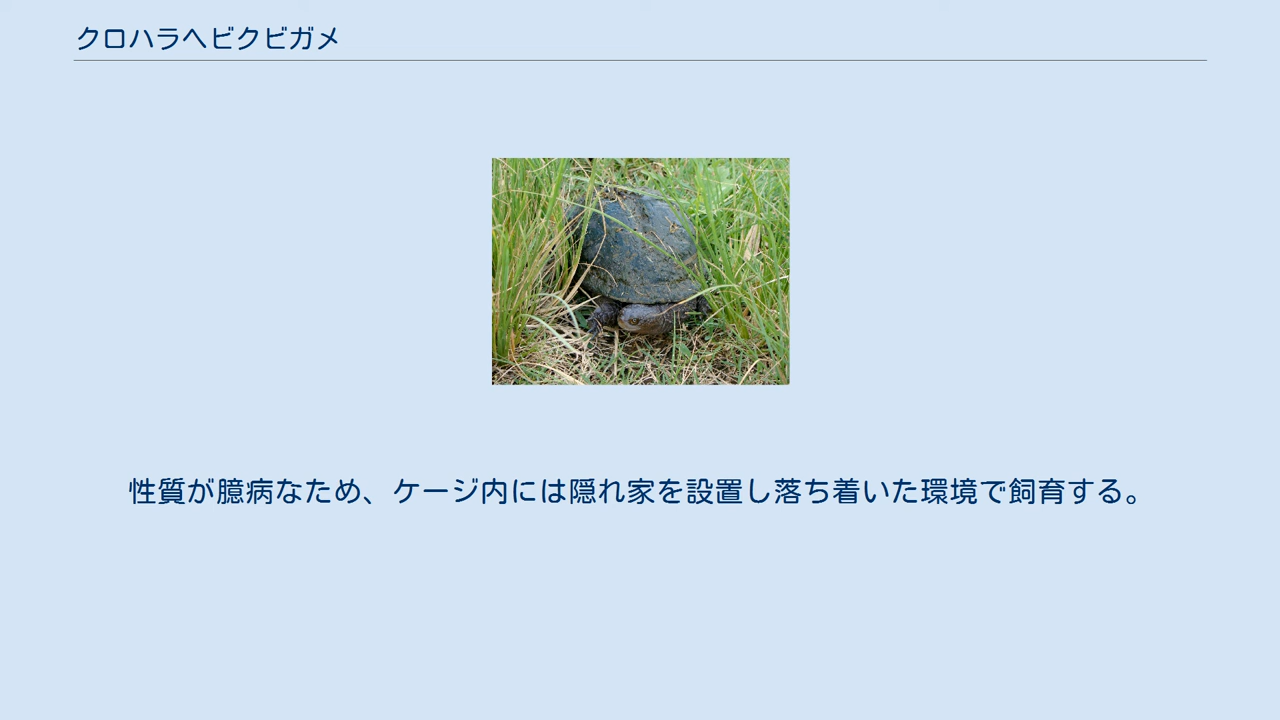 クロハラヘビクビガメ
性質が臆病なため、ケージ内には隠れ家を設置し落ち着いた環境で飼育する。